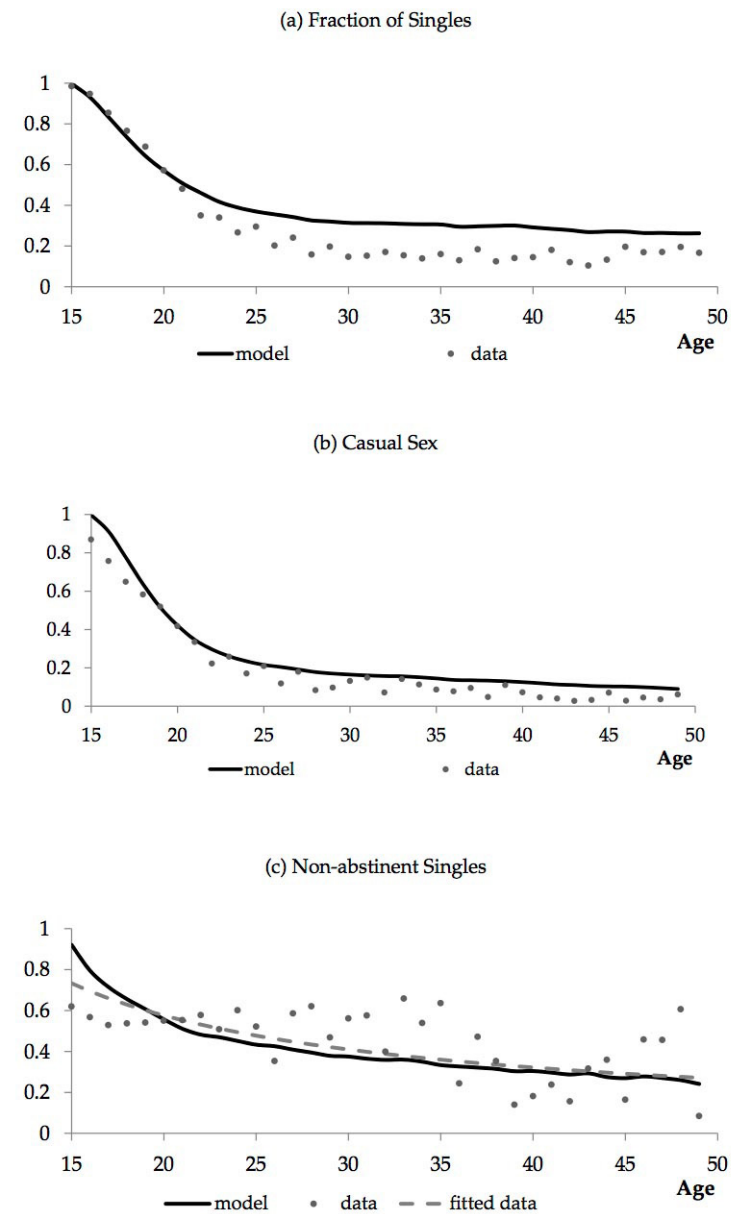 (a) Fraction of Singles
1
0.8
0.6
0.4
0.2
0
15 20 25 30 35 40 45 50
Age
model data
(b) Casual Sex
1
0.8
0.6
0.4
0.2
0
15 20 25 30 35 40 45 50
Age
model data
(c) Non-abstinent Singles
1
0.8
0.6
0.4
0.2
0
15 20 25 30 35 40 45 50
Age
model data fitted data